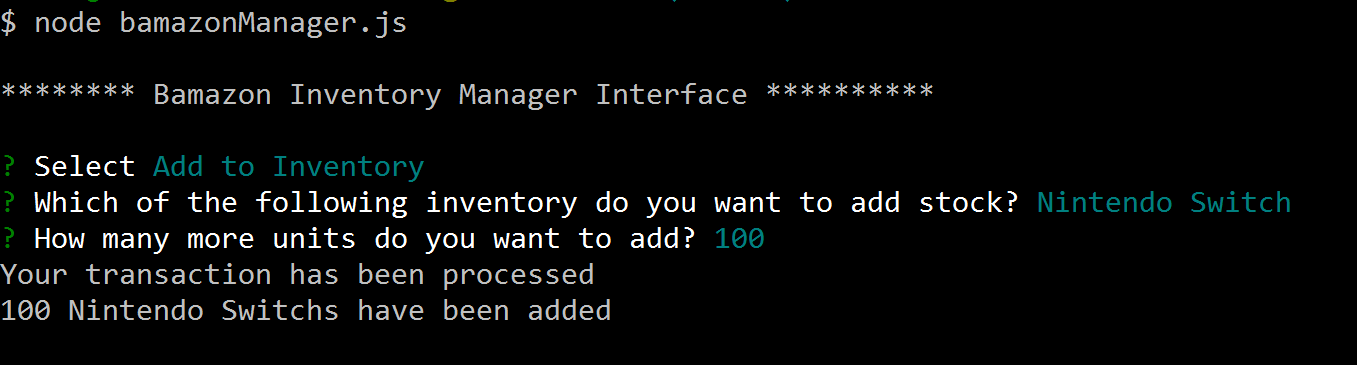 $ node bamazonManager.js
******** Bamazon Inventory Manager Interface **********
? Select Add to Inventory
? Which of the following inventory do you want to add stock? Nintendo Switch
? How many more units do you want to add? 100
Your transaction has been processed
100 Nintendo Switchs have been added